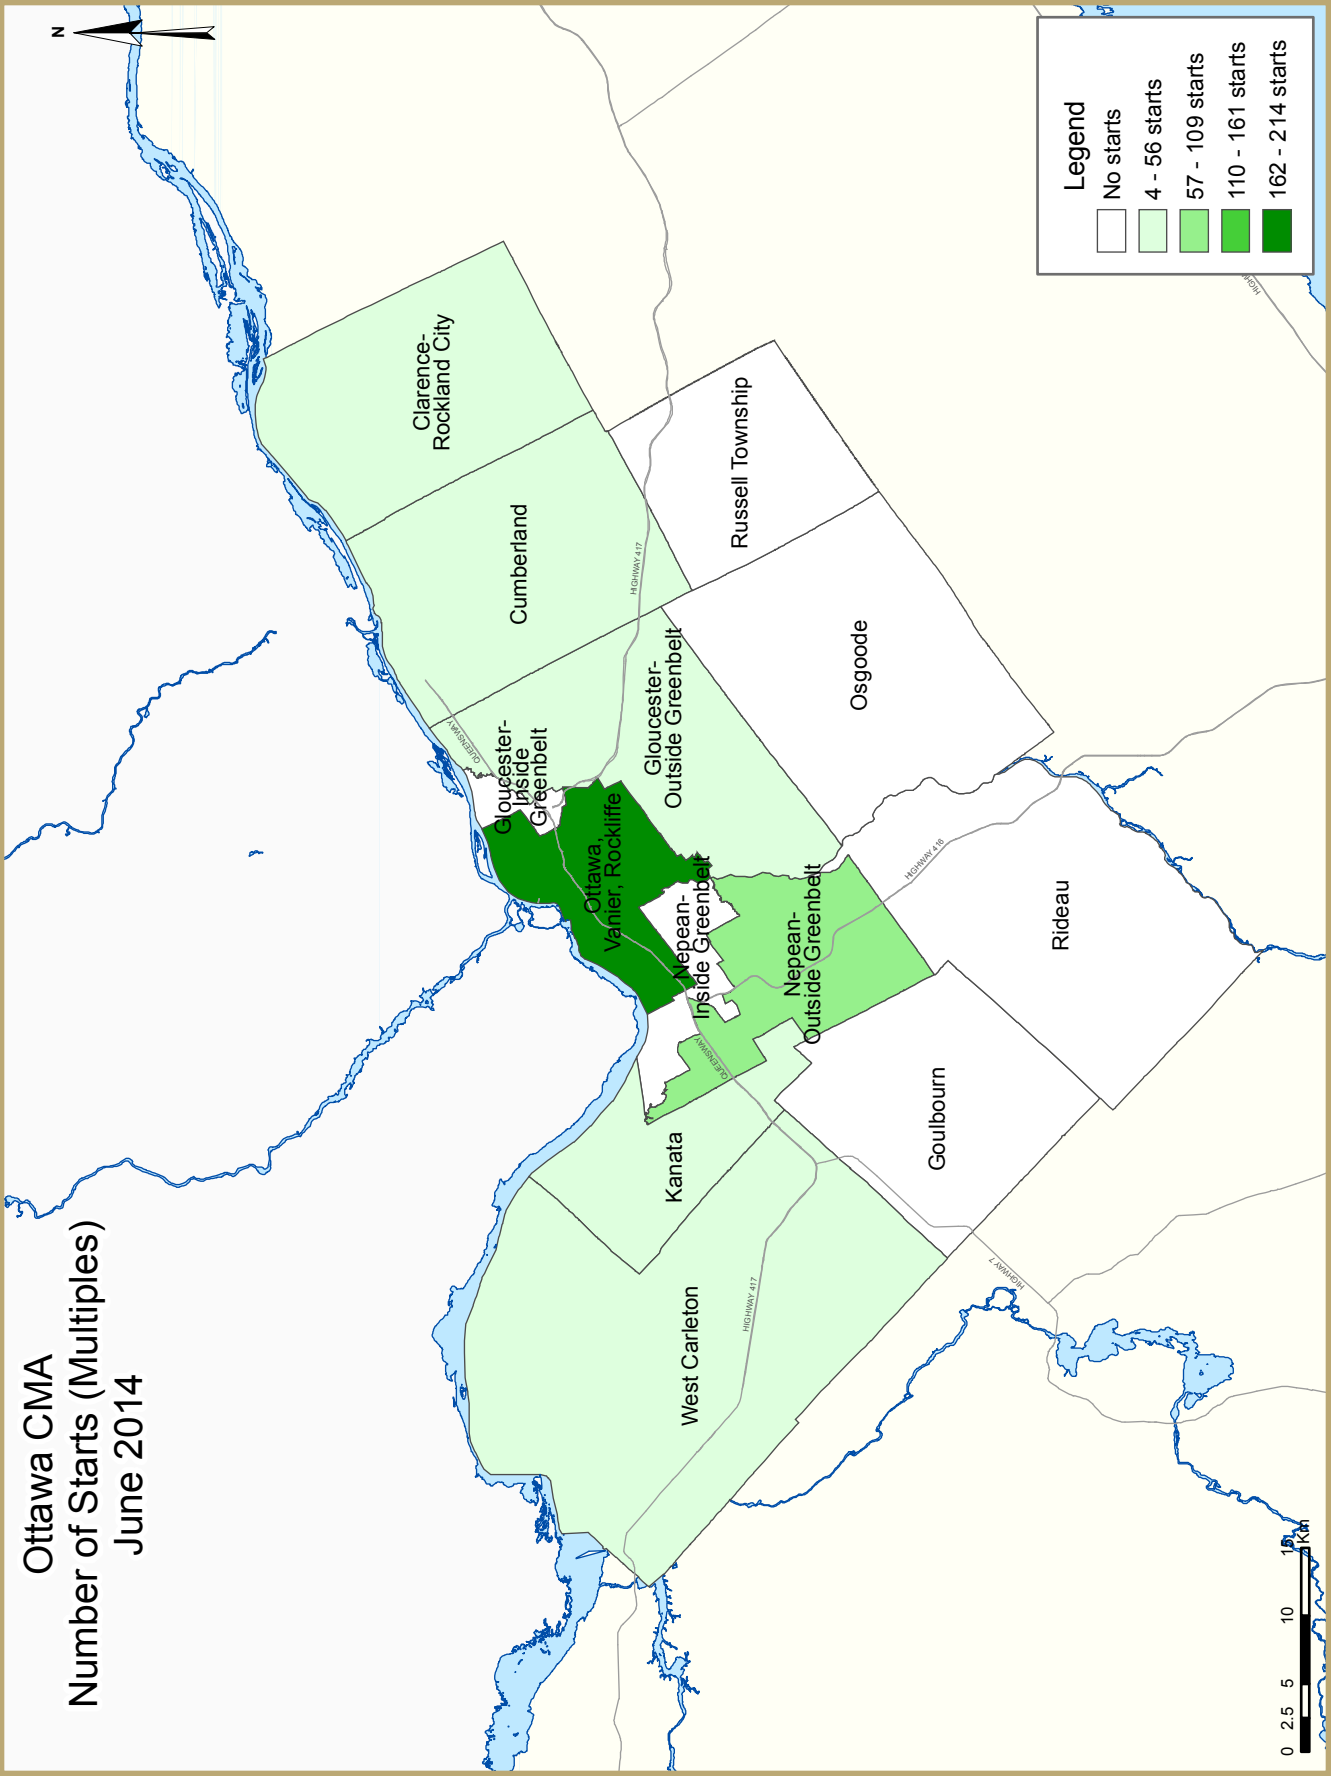 Ottawa CMA
Number of Starts (Multiples)
June 2014
N
Clarence-
Rockland City
Cumberland
Russell Township
HIGHWAY 417
Osgoode
Gloucester-
Outside Greenbelt
QUEENSWAY
Gloucester-
Inside
Greenbelt
Ottawa,
Vanier, Rockliffe
Nepean-
Inside Greenbelt
Nepean-
Outside Greenbelt
HIGHWAY 416
Rideau
QUEENSWAY
Goulbourn
Kanata
West Carleton
HIGHWAY 417
HIGHWAY 7
Legend
No starts
4 - 56 starts
57 - 109 starts
110 - 161 starts
162 - 214 starts
0 2.5 5 10 15
Km